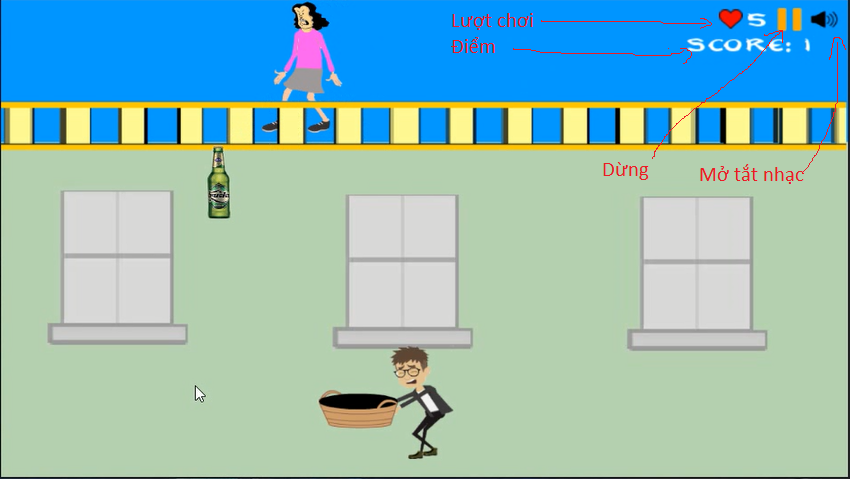 Lượt chơi 5
Điểm SCORE: 1
Dừng
Mở tắt nhạc